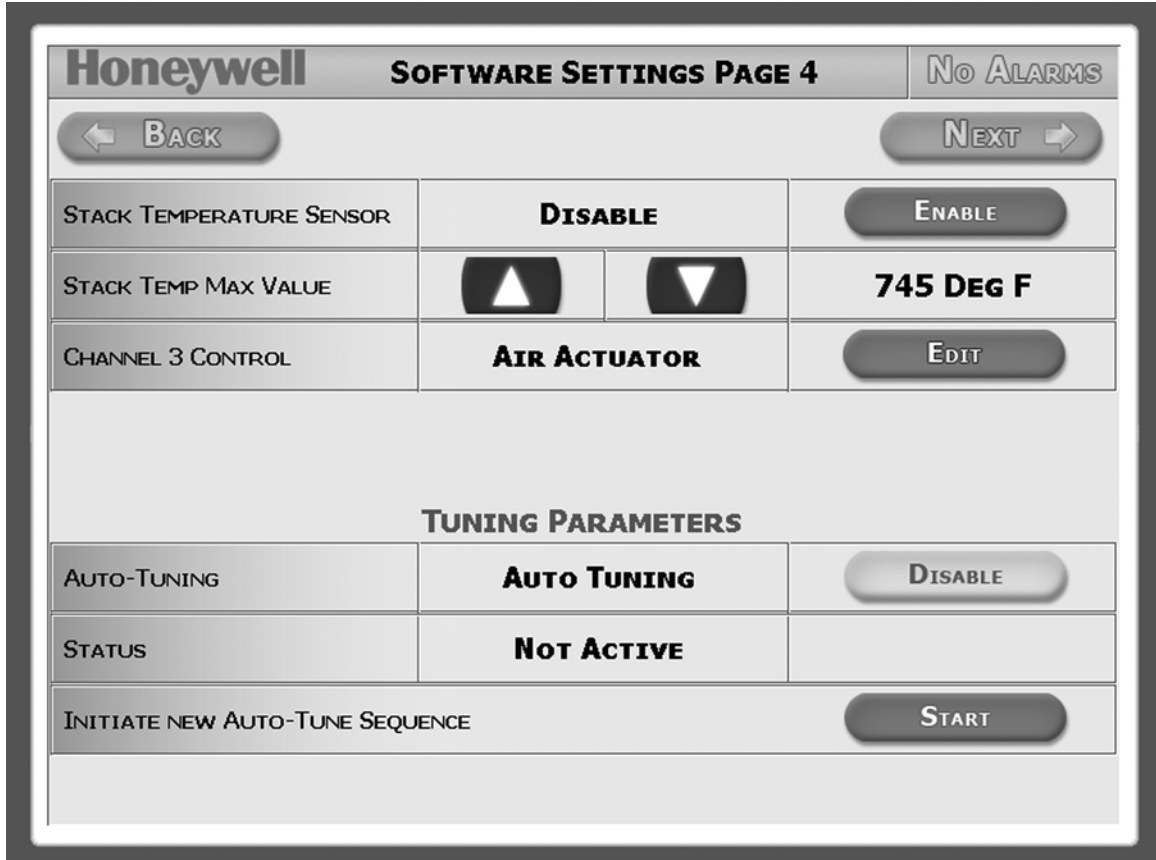 Honeywell SOFTWARE SETTINGS PAGE 4 NO ALARMS
BACK NEXT
STACK TEMPERATURE SENSOR DISABLE ENABLE
STACK TEMP MAX VALUE 745 DEG F
CHANNEL 3 CONTROL AIR ACTUATOR EDIT
TUNING PARAMETERS
AUTO-TUNING AUTO TUNING DISABLE
STATUS NOT ACTIVE
INITIATE NEW AUTO-TUNE SEQUENCE START